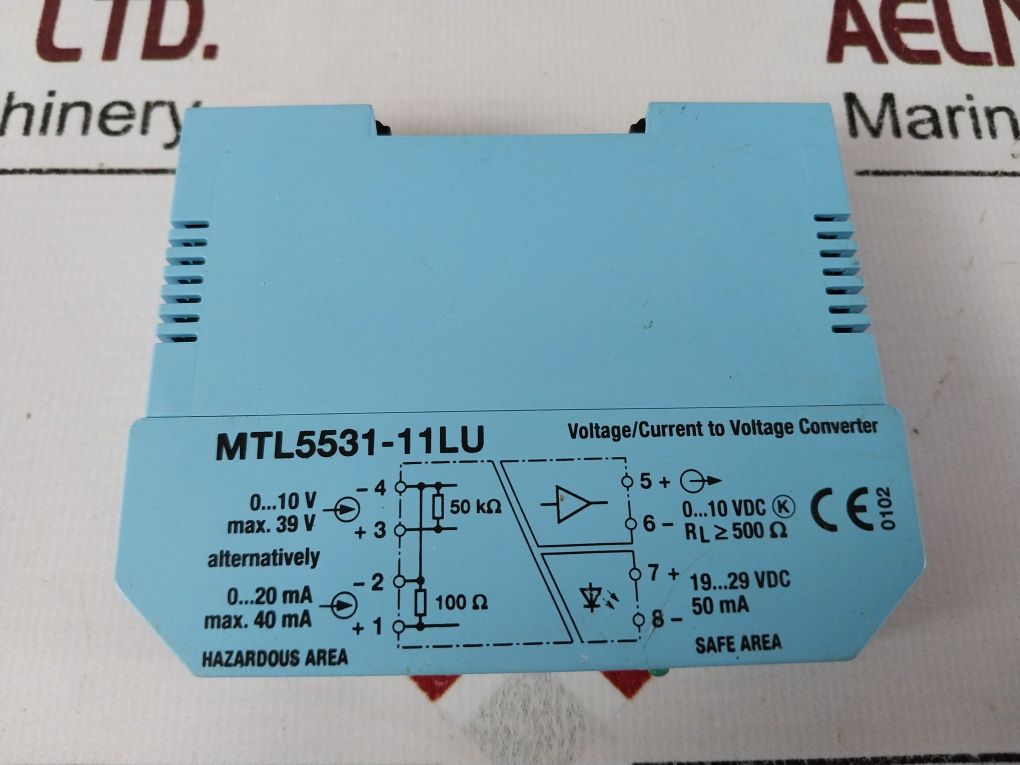 LTD.
AELI
hinery
Marin
MTL5531-11LU
Voltage/Current to Voltage Converter
0...10 V
max. 39 V
- 4
+ 3
50 kΩ
alternatively
0...20 mA
max. 40 mA
- 2
+ 1
100 Ω
HAZARDOUS AREA
5 +
6 -
0...10 VDC K
RL ≥ 500 Ω
CE
0102
7 +
8 -
19...29 VDC
50 mA
SAFE AREA